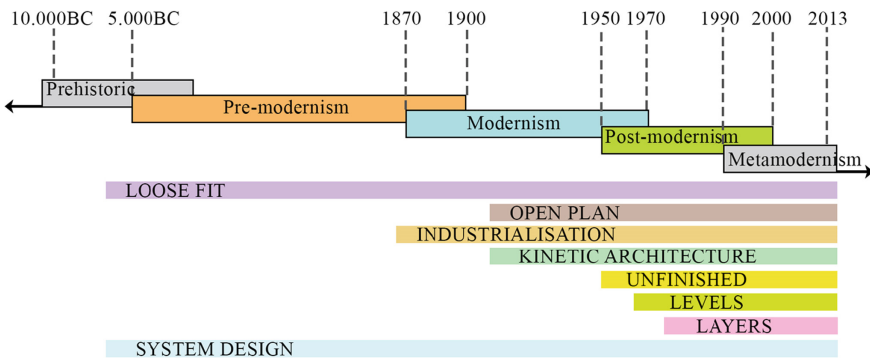 10.000BC 5.000BC 1870 1900 1950 1970 1990 2000 2013
Prehistoric
Pre-modernism
Modernism
Post-modernism
Metamodernism
LOOSE FIT
OPEN PLAN
INDUSTRIALISATION
KINETIC ARCHITECTURE
UNFINISHED
LEVELS
LAYERS
SYSTEM DESIGN